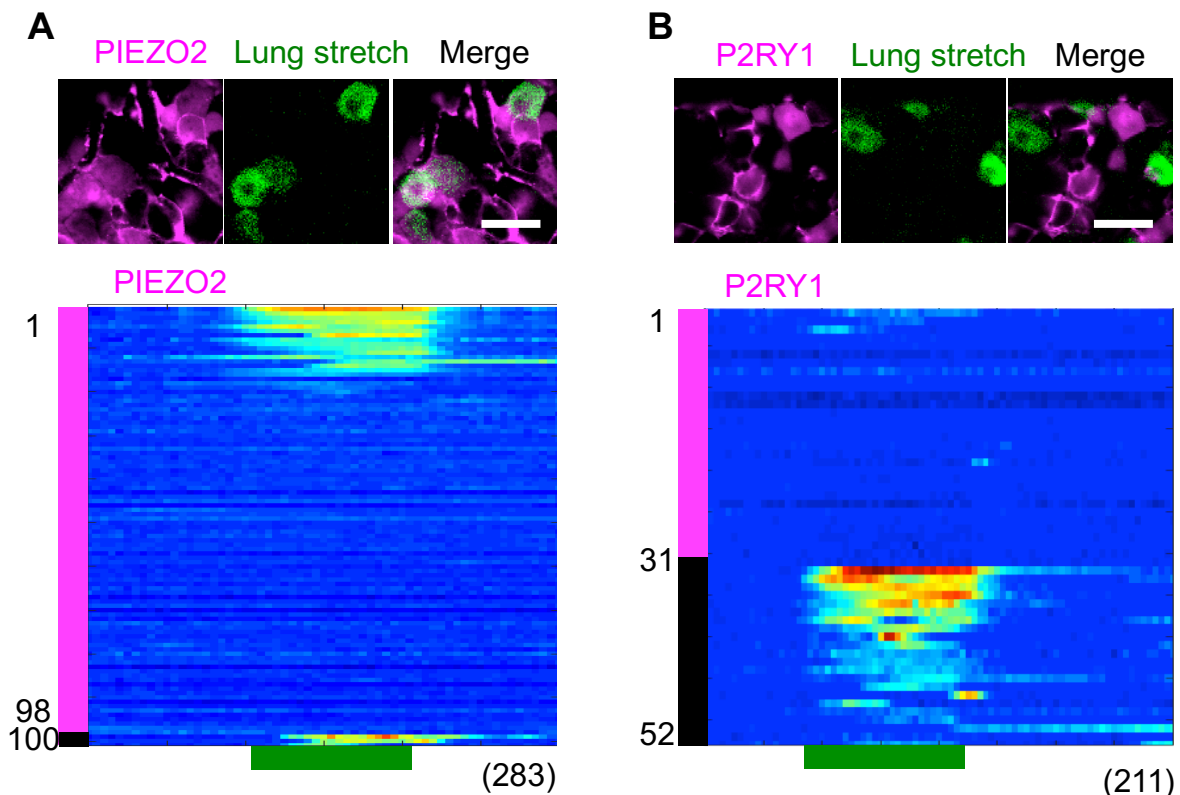 A
PIEZO2 Lung stretch Merge
PIEZO2
1
98
100
(283)
B
P2RY1 Lung stretch Merge
P2RY1
1
31
52
(211)